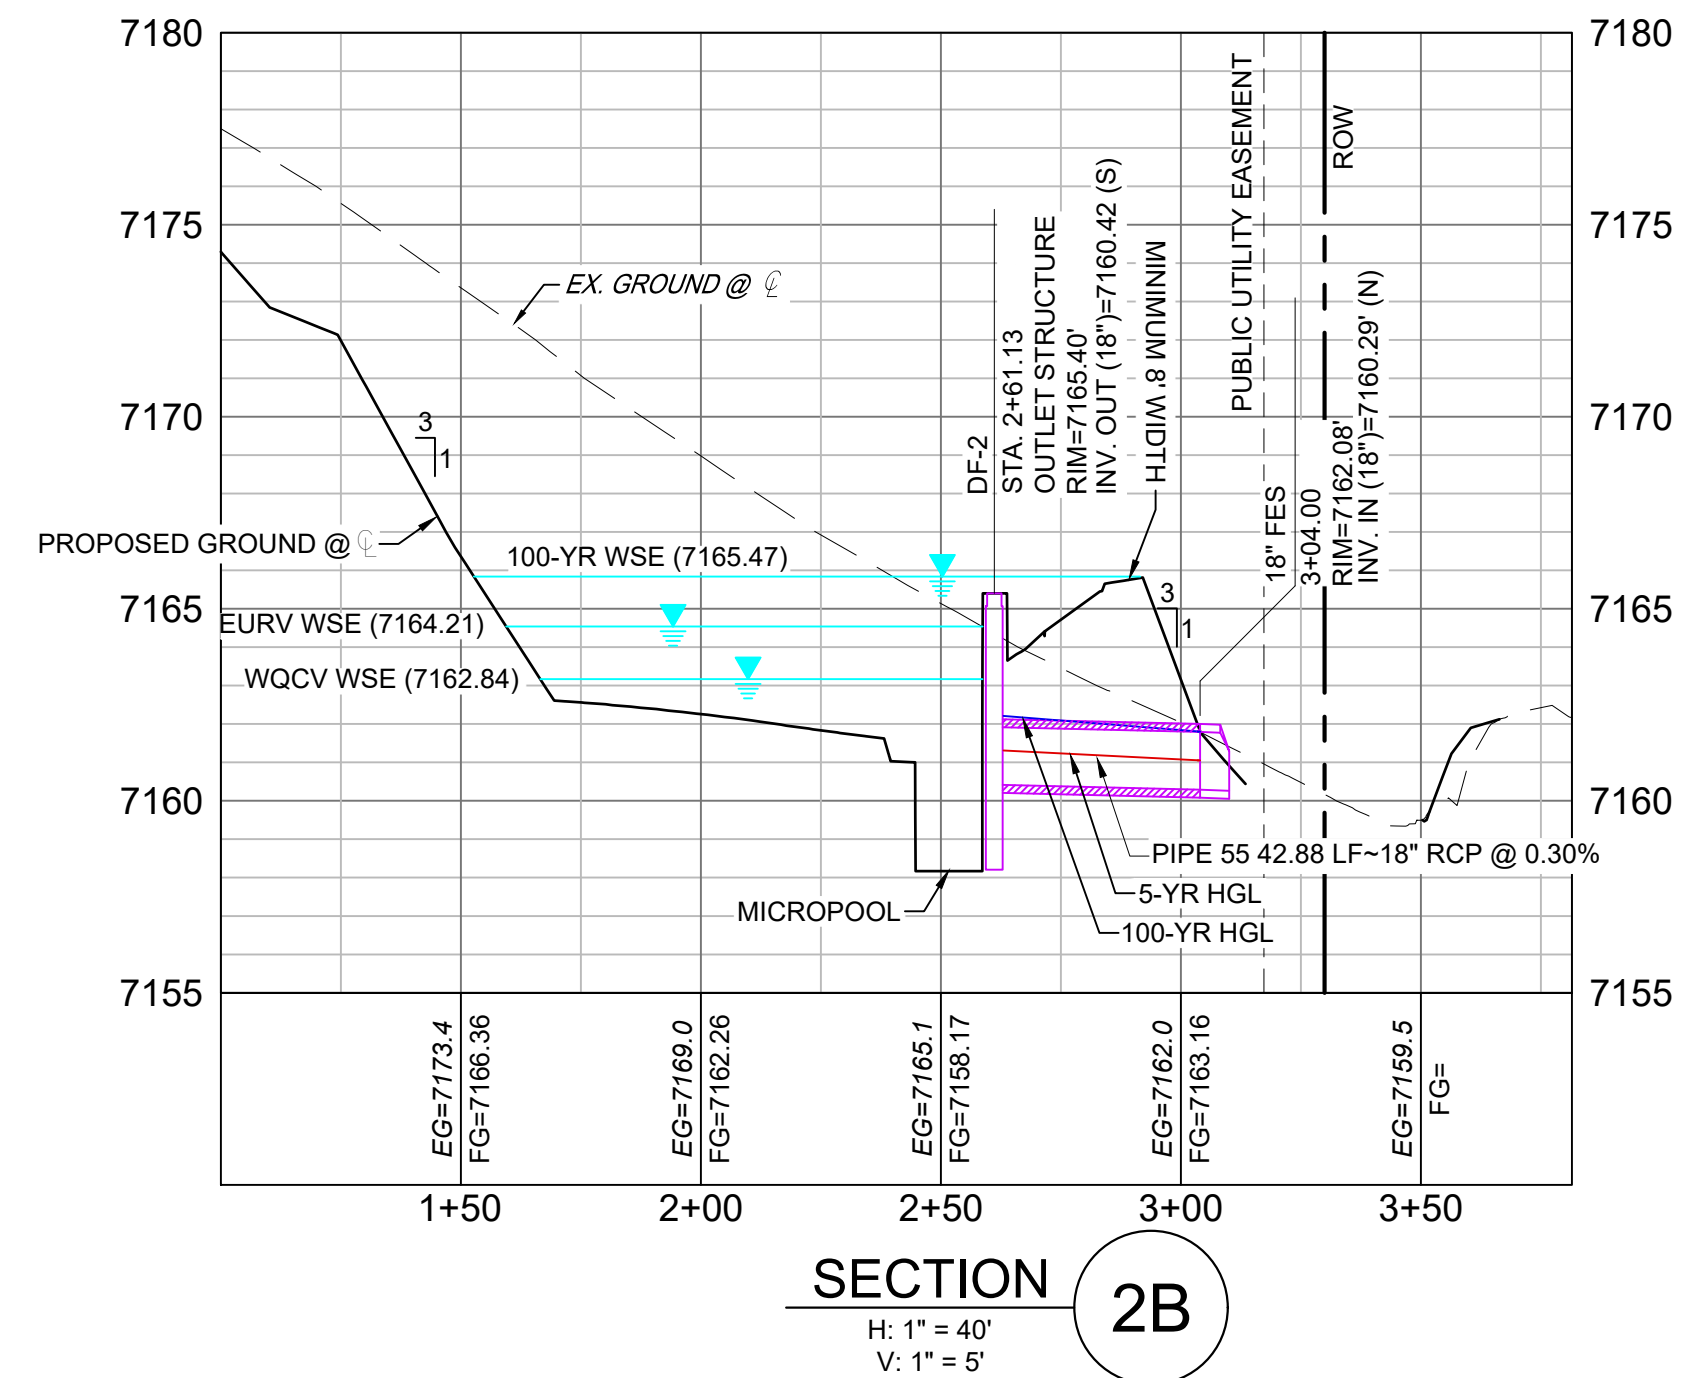 7180
7180
7175
7175
7170
7170
7165
7165
7160
7160
7155
7155
EX. GROUND @ ℄
3
1
PROPOSED GROUND @ ℄
100-YR WSE (7165.47)
EURV WSE (7164.21)
WQCV WSE (7162.84)
DF-2
STA. 2+61.13
OUTLET STRUCTURE
RIM=7165.40'
INV. OUT (18")=7160.42 (S)
MINIMUM 8' WIDTH
3
1
PUBLIC UTILITY EASEMENT
ROW
18" FES
3+04.00
RIM=7162.08'
INV. IN (18")=7160.29' (N)
PIPE 55 42.88 LF~18" RCP @ 0.30%
5-YR HGL
100-YR HGL
MICROPOOL
EG=7173.4
FG=7166.36
EG=7169.0
FG=7162.26
EG=7165.1
FG=7158.17
EG=7162.0
FG=7163.16
EG=7159.5
FG=
1+50
2+00
2+50
3+00
3+50
SECTION
2B
H: 1" = 40'
V: 1" = 5'